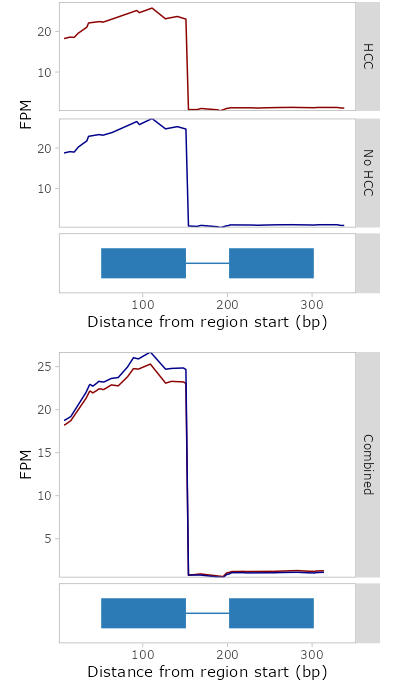 20
10
HCC
FPM
20
10
No HCC
100 200 300
Distance from region start (bp)
25
20
15
10
5
FPM
Combined
100 200 300
Distance from region start (bp)